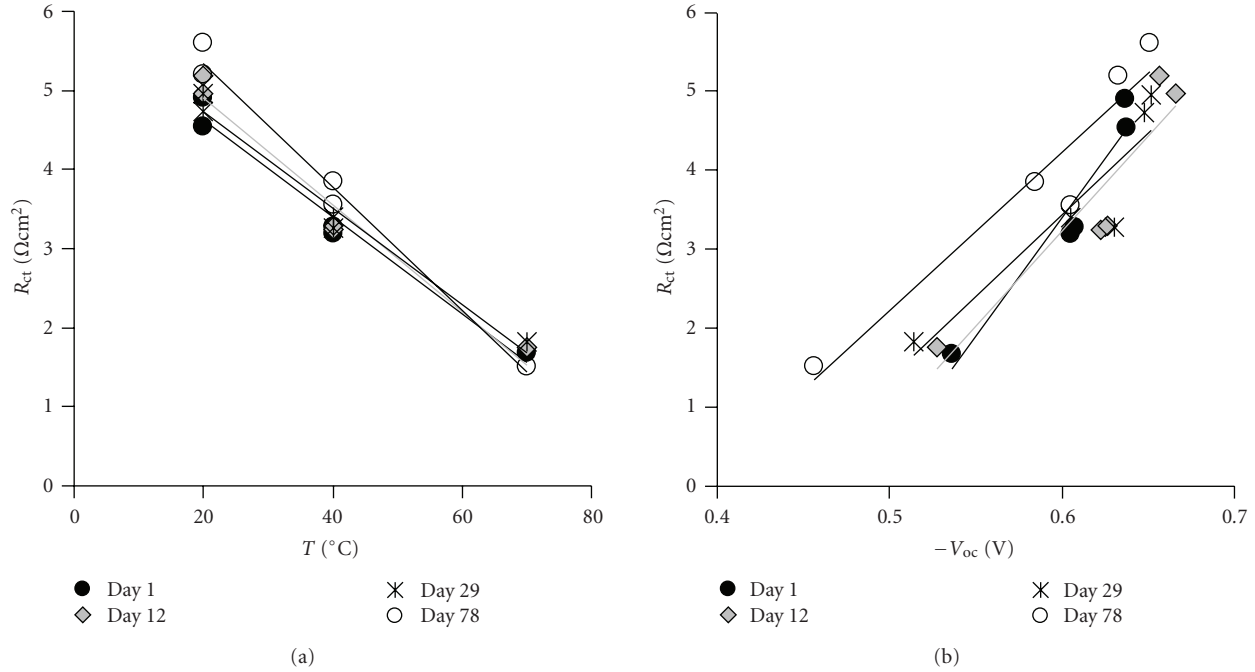 6
5
4
3
2
1
0
R_ct (Ωcm²)
0 20 40 60 80
T (°C)
Day 1
Day 12
Day 29
Day 78
(a)
6
5
4
3
2
1
0
R_ct (Ωcm²)
0.4 0.5 0.6 0.7
−V_oc (V)
Day 1
Day 12
Day 29
Day 78
(b)